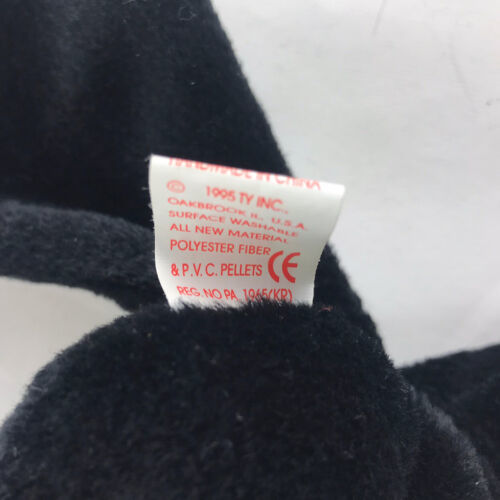 HANDMADE IN CHINA
© 1995 TY INC.,
OAKBROOK IL, U.S.A.
SURFACE WASHABLE
ALL NEW MATERIAL
POLYESTER FIBER
& P.V.C. PELLETS CE
REG. NO PA. 1965(KR)